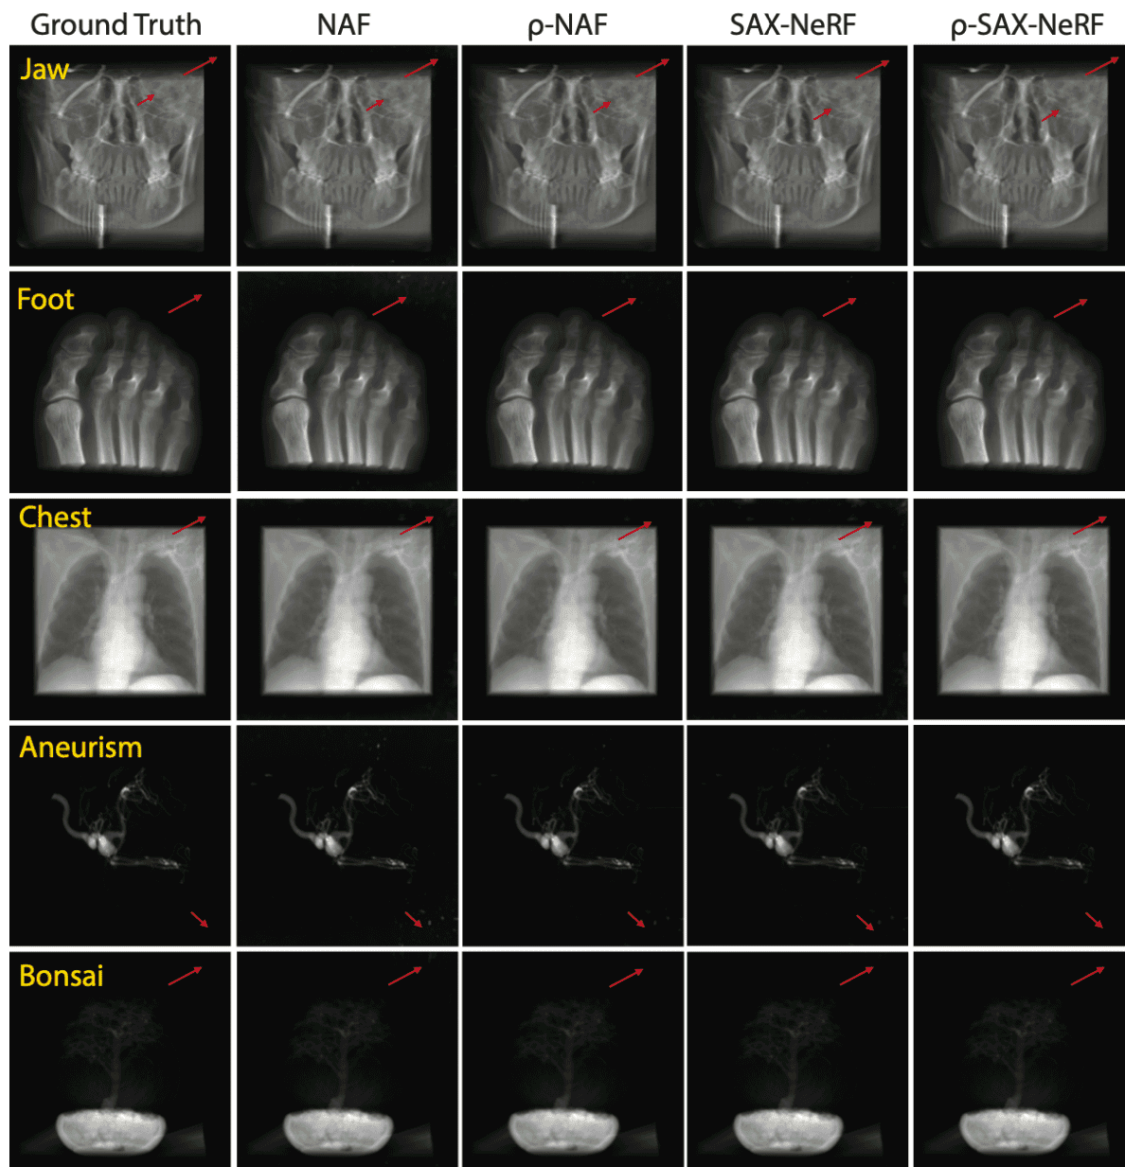 Ground Truth NAF ρ-NAF SAX-NeRF ρ-SAX-NeRF
Jaw
Foot
Chest
Aneurism
Bonsai